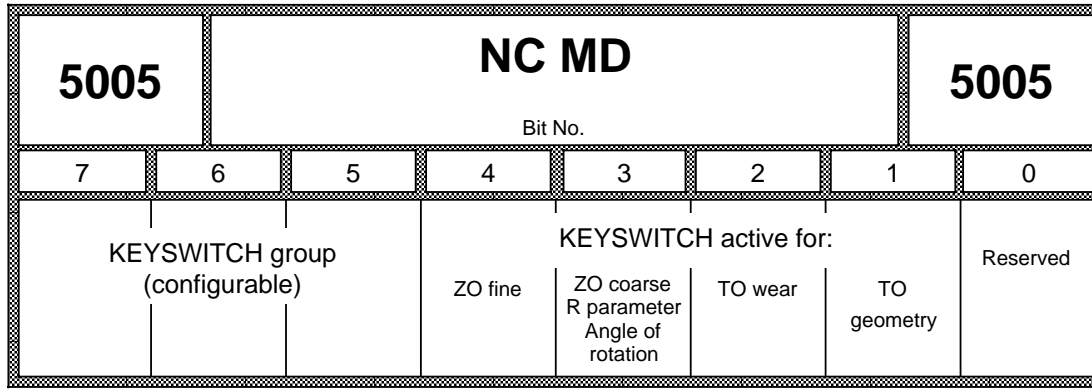 5005
NC MD
5005
Bit No.
7 6 5 4 3 2 1 0
KEYSWITCH group
(configurable)
KEYSWITCH active for:
ZO fine
ZO coarse
R parameter
Angle of
rotation
TO wear
TO
geometry
Reserved